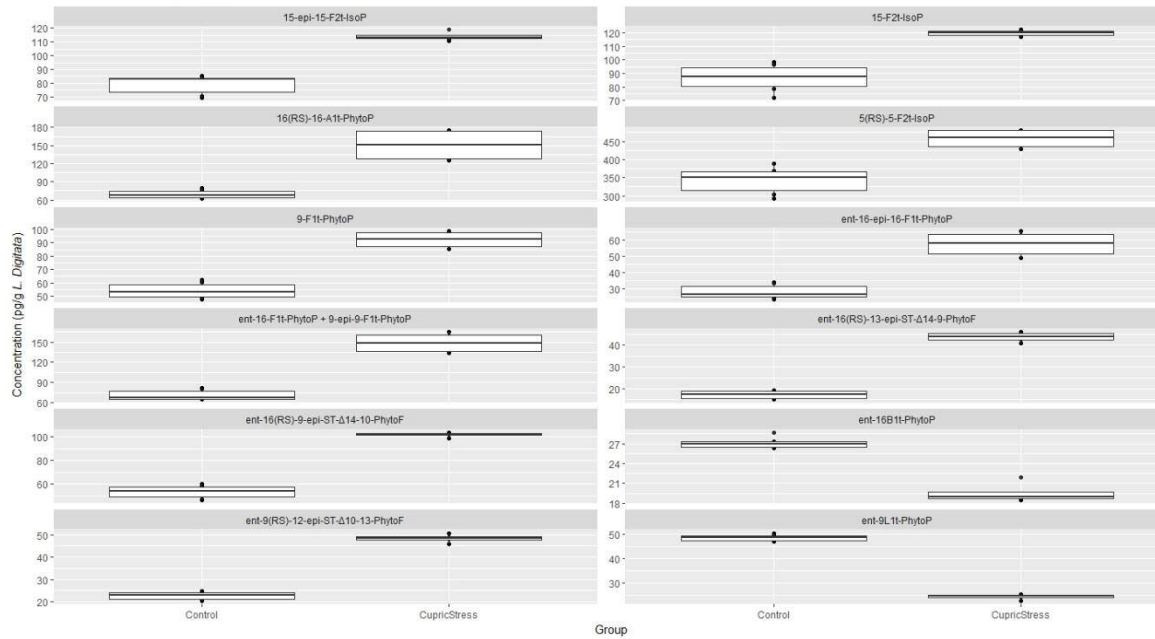 15-epi-15-F2t-IsoP
120
110
100
90
80
70
15-F2t-IsoP
120
110
100
90
80
70
16(RS)-16-A1t-PhytoP
180
150
120
90
60
5(RS)-5-F2t-IsoP
450
400
350
300
9-F1t-PhytoP
100
90
80
70
60
50
ent-16-epi-16-F1t-PhytoP
60
50
40
30
ent-16-F1t-PhytoP + 9-epi-9-F1t-PhytoP
150
120
90
60
ent-16(RS)-13-epi-ST-Δ14-9-PhytoF
40
30
20
ent-16(RS)-9-epi-ST-Δ14-10-PhytoF
100
80
60
ent-16B1t-PhytoP
27
24
21
18
ent-9(RS)-12-epi-ST-Δ10-13-PhytoF
50
40
30
20
ent-9L1t-PhytoP
50
40
30
Control
CupricStress
Control
CupricStress
Group
Concentration (pg/g L. Digitata)